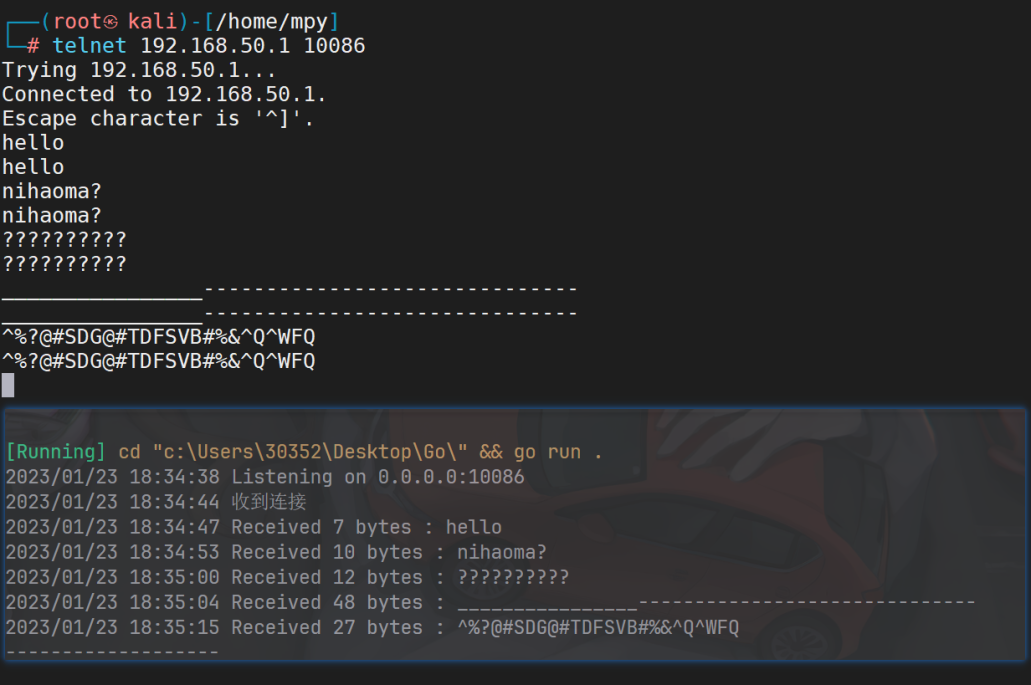 ┌──(root㉿kali)-[/home/mpy]
└─# telnet 192.168.50.1 10086
Trying 192.168.50.1...
Connected to 192.168.50.1.
Escape character is '^]'.
hello
hello
nihaoma?
nihaoma?
??????????
??????????
________________------------------------------
________________------------------------------
^%?@#SDG@#TDFSVB#%&^Q^WFQ
^%?@#SDG@#TDFSVB#%&^Q^WFQ
[Running] cd "c:\Users\30352\Desktop\Go\" && go run .
2023/01/23 18:34:38 Listening on 0.0.0.0:10086
2023/01/23 18:34:44 收到连接
2023/01/23 18:34:47 Received 7 bytes : hello
2023/01/23 18:34:53 Received 10 bytes : nihaoma?
2023/01/23 18:35:00 Received 12 bytes : ??????????
2023/01/23 18:35:04 Received 48 bytes : ________________------------------------------
2023/01/23 18:35:15 Received 27 bytes : ^%?@#SDG@#TDFSVB#%&^Q^WFQ
-------------------